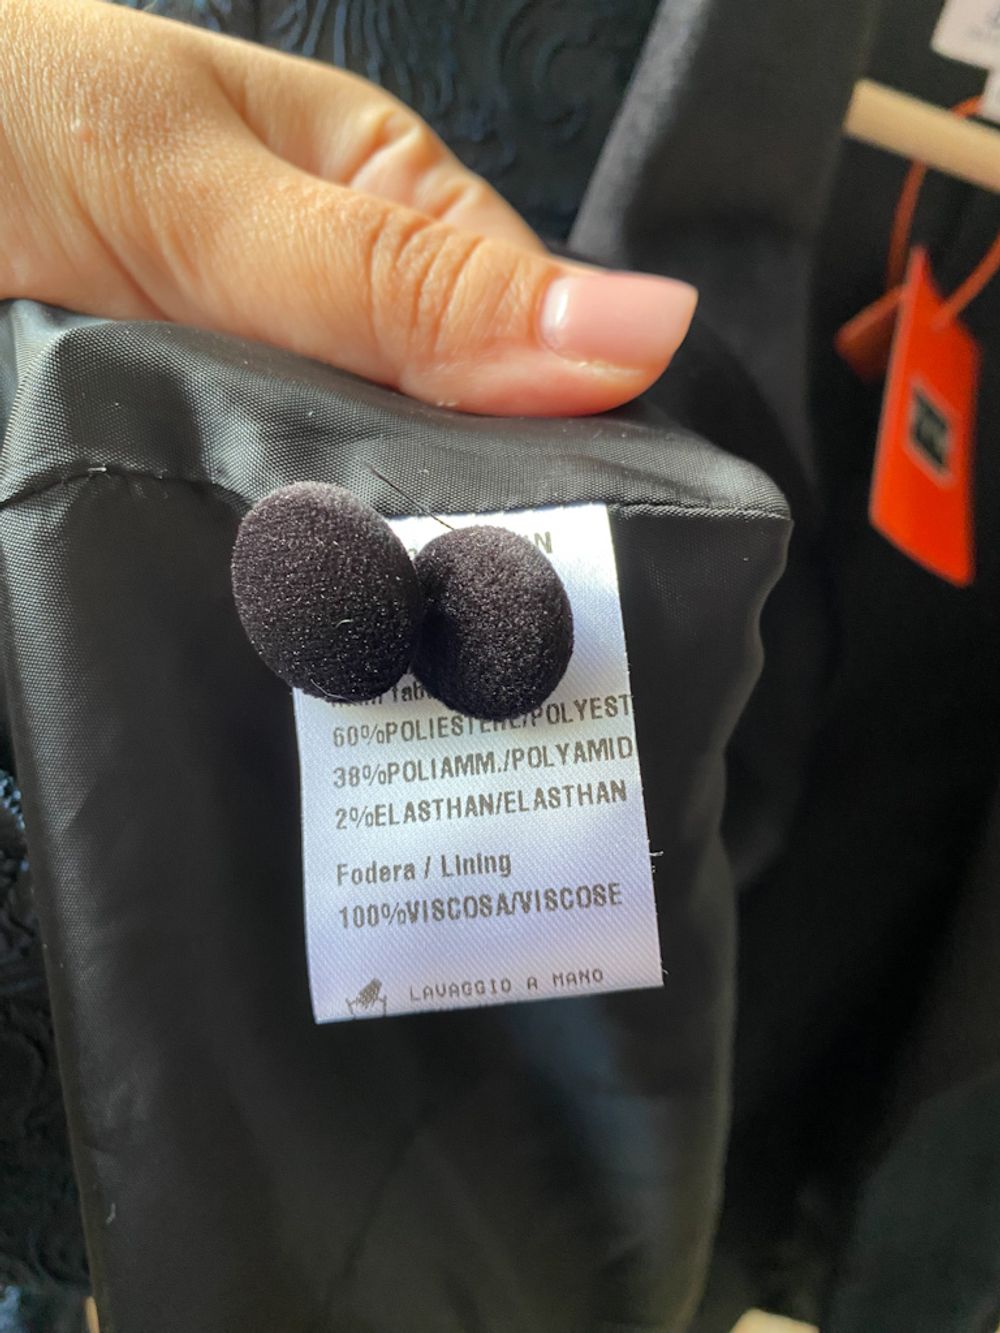 60%POLIESTERE/POLYEST
38%POLIAMM./POLYAMID
2%ELASTHAN/ELASTHAN
Fodera / Lining
100%VISCOSA/VISCOSE
LAVAGGIO A MANO